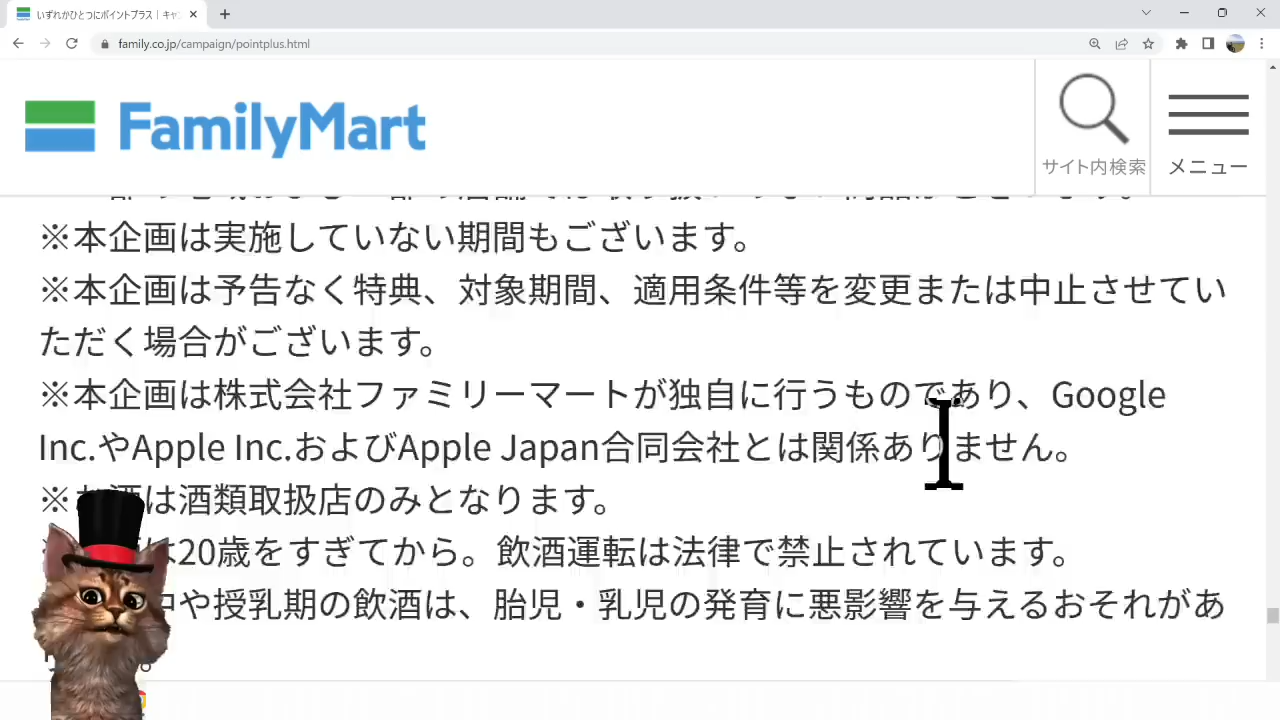 いずれかひとつにポイントプラス｜キャン
family.co.jp/campaign/pointplus.html
FamilyMart
サイト内検索
メニュー
※本企画は実施していない期間もございます。
※本企画は予告なく特典、対象期間、適用条件等を変更または中止させてい
ただく場合がございます。
※本企画は株式会社ファミリーマートが独自に行うものであり、Google
Inc.やApple Inc.およびApple Japan合同会社とは関係ありません。
※お酒は酒類取扱店のみとなります。
は20歳をすぎてから。飲酒運転は法律で禁止されています。
中や授乳期の飲酒は、胎児・乳児の発育に悪影響を与えるおそれがあ